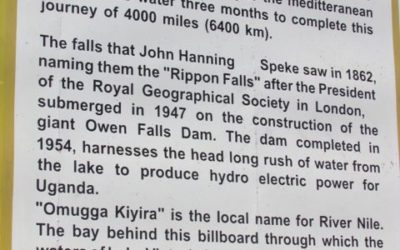 the meditteranean
water three months to complete this
journey of 4000 miles (6400 km).
The falls that John Hanning Speke saw in 1862,
naming them the "Rippon Falls" after the President
of the Royal Geographical Society in London,
submerged in 1947 on the construction of the
giant Owen Falls Dam. The dam completed in
1954, harnesses the head long rush of water from
the lake to produce hydro electric power for
Uganda.
"Omugga Kiyira" is the local name for River Nile.
The bay behind this billboard through which the